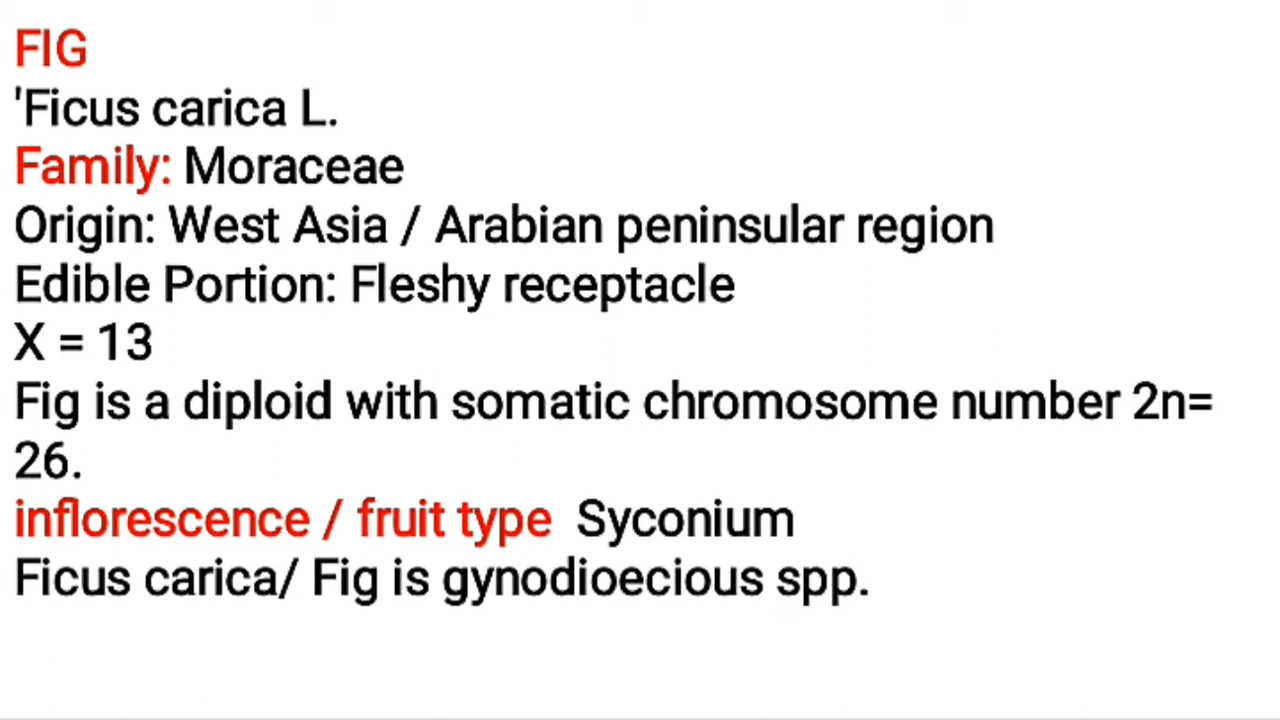 FIG
'Ficus carica L.
Family: Moraceae
Origin: West Asia / Arabian peninsular region
Edible Portion: Fleshy receptacle
X = 13
Fig is a diploid with somatic chromosome number 2n=
26.
inflorescence / fruit type  Syconium
Ficus carica/ Fig is gynodioecious spp.